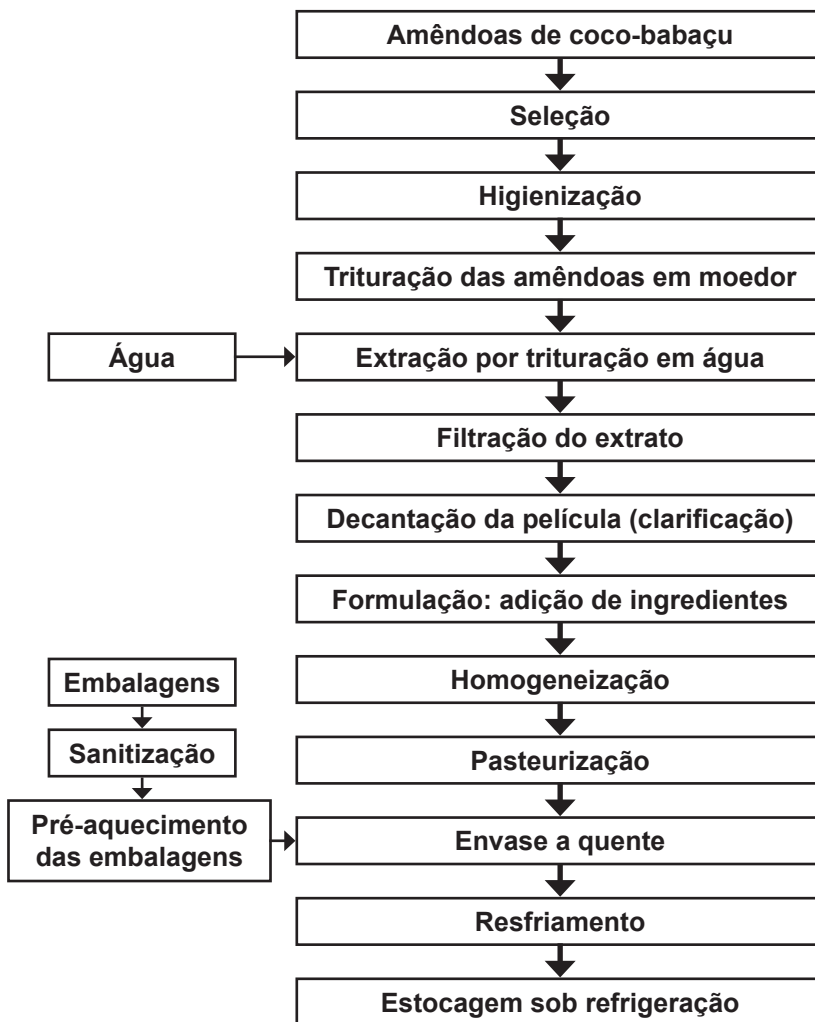 Amêndoas de coco-babaçu
Seleção
Higienização
Trituração das amêndoas em moedor
Água
Extração por trituração em água
Filtração do extrato
Decantação da película (clarificação)
Formulação: adição de ingredientes
Embalagens
Homogeneização
Sanitização
Pasteurização
Pré-aquecimento
das embalagens
Envase a quente
Resfriamento
Estocagem sob refrigeração